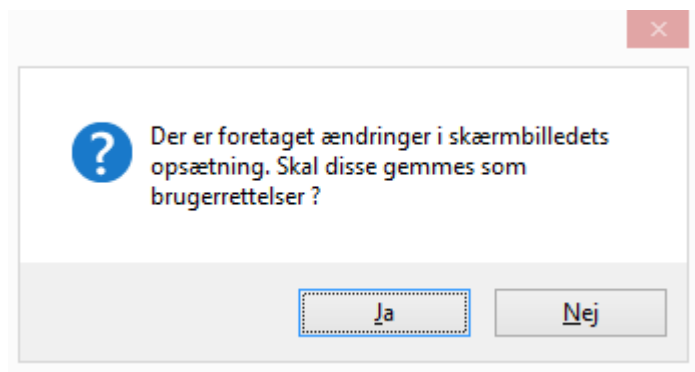 Der er foretaget ændringer i skærmbilledets
opsætning. Skal disse gemmes som
brugerrettelser ?
Ja
Nej